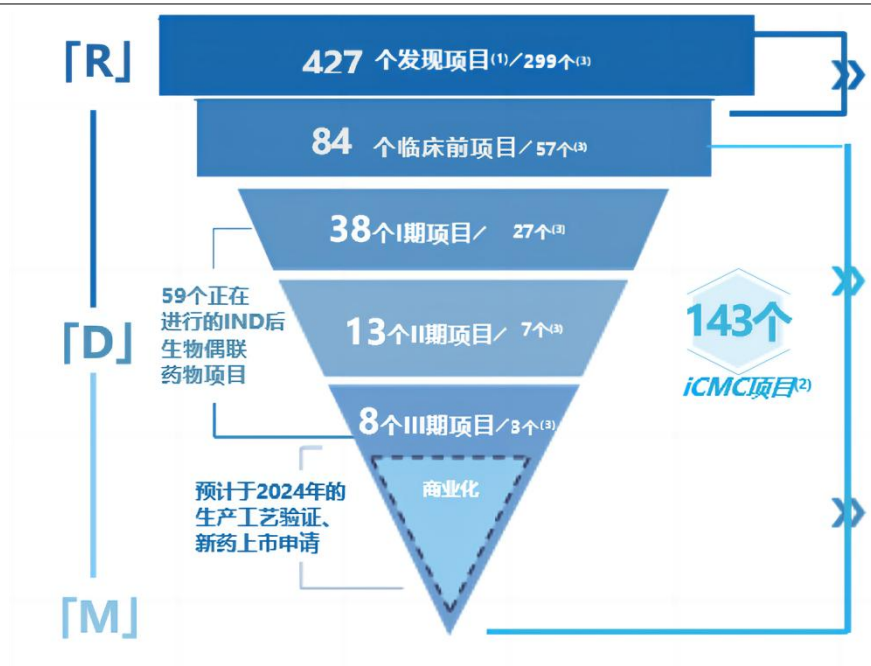 「R」
427 个发现项目(1)/299个(3)
84 个临床前项目/57个(3)
38个I期项目/ 27个(3)
59个正在
进行的IND后
生物偶联
药物项目
「D」
13个II期项目/ 7个(3)
143个
iCMC项目(2)
8个III期项目/3个(3)
预计于2024年的
生产工艺验证、
新药上市申请
商业化
「M」